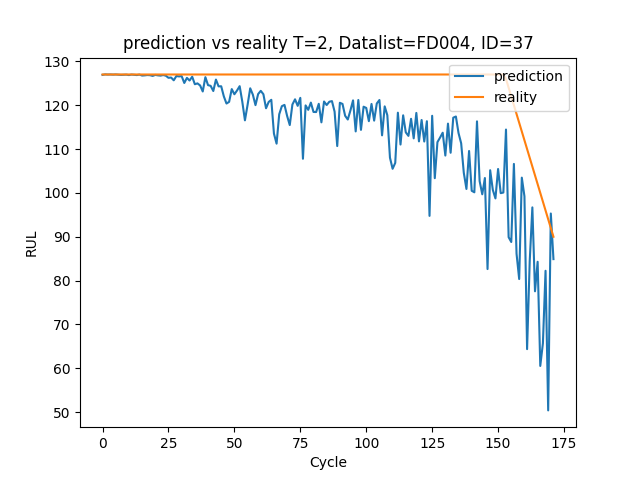 prediction vs reality T=2, Datalist=FD004, ID=37
prediction
reality
130
120
110
100
90
80
70
60
50
RUL
0 25 50 75 100 125 150 175
Cycle